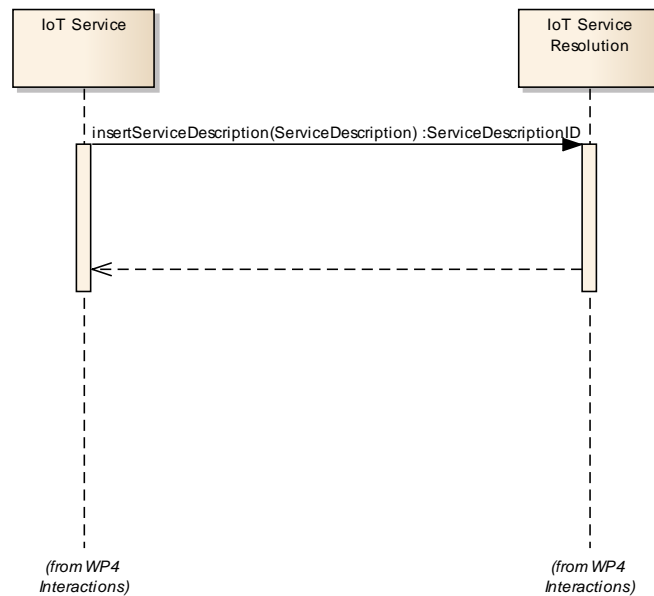 IoT Service
IoT Service
Resolution
insertServiceDescription(ServiceDescription) :ServiceDescriptionID
(from WP4
Interactions)
(from WP4
Interactions)